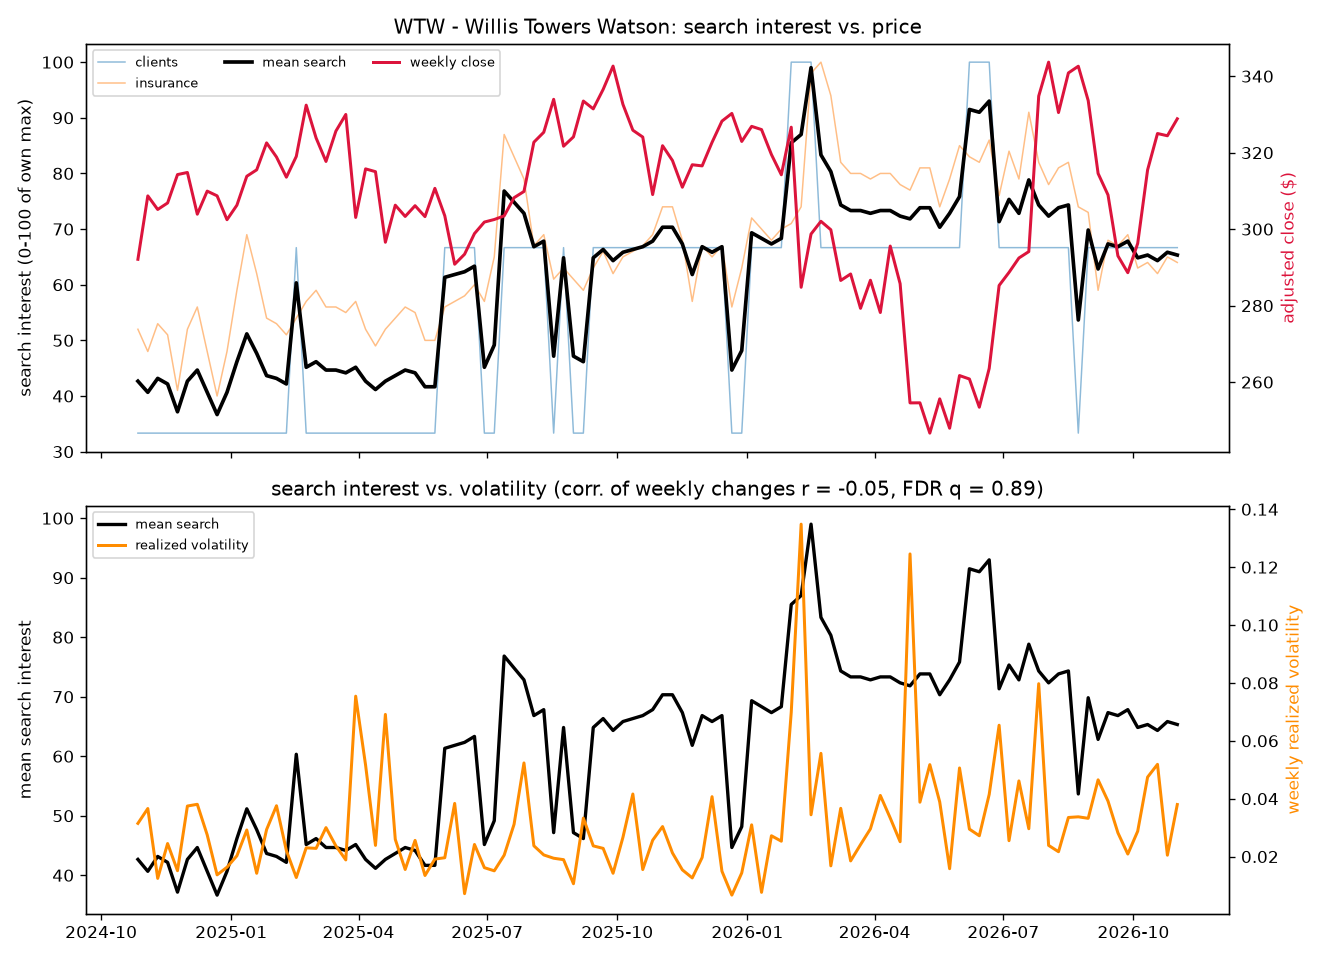 WTW - Willis Towers Watson: search interest vs. price
clients
insurance
mean search
weekly close
search interest (0-100 of own max)
100
90
80
70
60
50
40
30
adjusted close ($)
340
320
300
280
260
search interest vs. volatility (corr. of weekly changes r = -0.05, FDR q = 0.89)
mean search
realized volatility
mean search interest
100
90
80
70
60
50
40
weekly realized volatility
0.14
0.12
0.10
0.08
0.06
0.04
0.02
2024-10 2025-01 2025-04 2025-07 2025-10 2026-01 2026-04 2026-07 2026-10